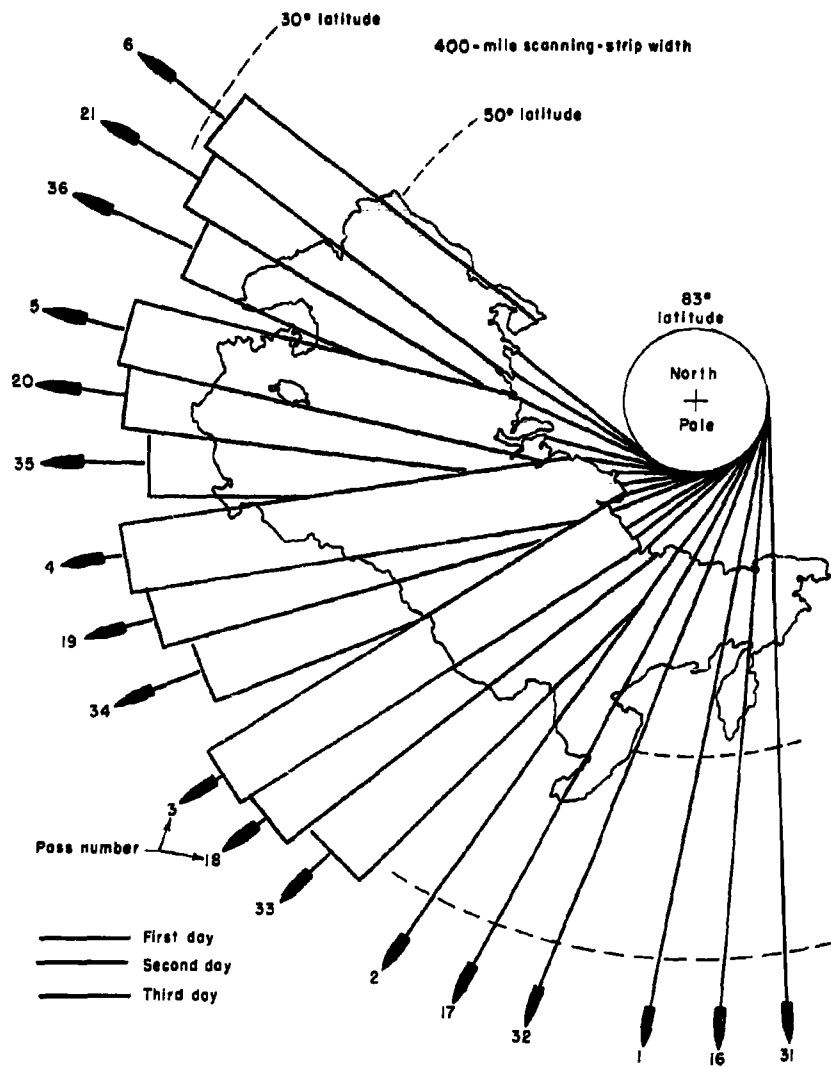 30° latitude
400-mile scanning-strip width
6
21
50° latitude
36
5
83°
latitude
20
North
Pole
35
4
19
34
3
Pass number
18
33
First day
Second day
Third day
2
17
32
1
16
31